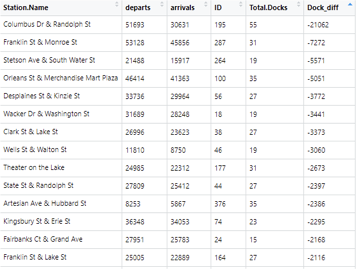 Station.Name departs arrivals ID Total.Docks Dock_diff
Columbus Dr & Randolph St 51693 30631 195 55 -21062
Franklin St & Monroe St 53128 45856 287 31 -7272
Stetson Ave & South Water St 21488 15917 264 19 -5571
Orleans St & Merchandise Mart Plaza 46414 41363 100 35 -5051
Desplaines St & Kinzie St 33736 29964 56 27 -3772
Wacker Dr & Washington St 31689 28248 18 19 -3441
Clark St & Lake St 26996 23623 38 27 -3373
Wells St & Walton St 11810 8750 46 19 -3060
Theater on the Lake 24985 22312 177 31 -2673
State St & Randolph St 27809 25412 44 27 -2397
Artesian Ave & Hubbard St 8253 5867 376 35 -2386
Kingsbury St & Erie St 36348 34053 74 23 -2295
Fairbanks Ct & Grand Ave 27951 25783 24 15 -2168
Franklin St & Lake St 25005 22889 164 27 -2116